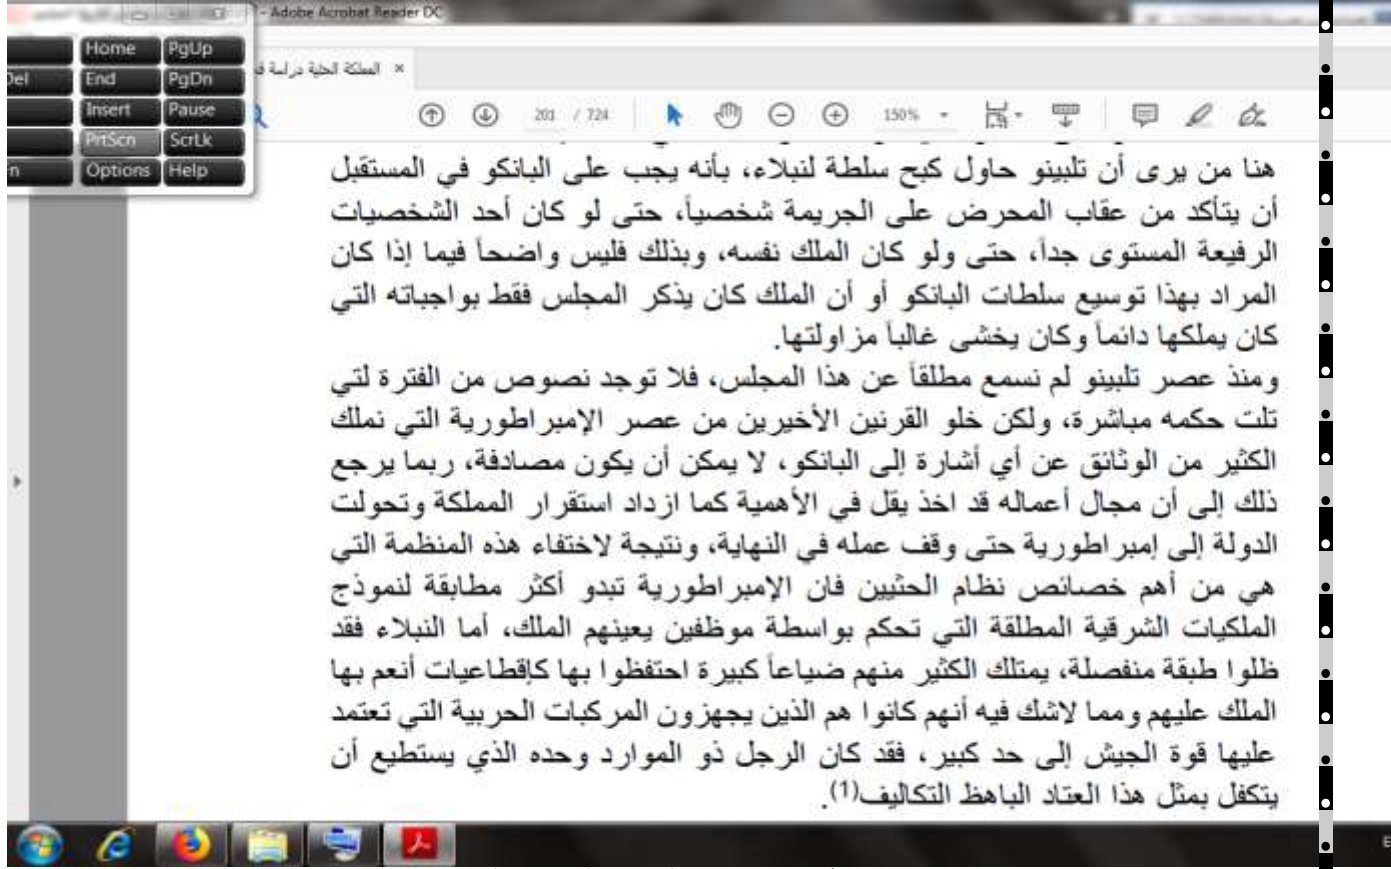 - Adobe Acrobat Reader DC
Home PgUp
Del End PgDn
Insert Pause
PrtScn ScrLk
n Options Help
المملكة الحثية دراسة ف ×
201 / 724
150%
هنا من يرى أن تلبينو حاول كبح سلطة لنبلاء، بأنه يجب على البانكو في المستقبل
أن يتأكد من عقاب المحرض على الجريمة شخصياً، حتى لو كان أحد الشخصيات
الرفيعة المستوى جداً، حتى ولو كان الملك نفسه، وبذلك فليس واضحاً فيما إذا كان
المراد بهذا توسيع سلطات البانكو أو أن الملك كان يذكر المجلس فقط بواجباته التي
كان يملكها دائماً وكان يخشى غالباً مزاولتها.
ومنذ عصر تلبينو لم نسمع مطلقاً عن هذا المجلس، فلا توجد نصوص من الفترة لتي
تلت حكمه مباشرة، ولكن خلو القرنين الأخيرين من عصر الإمبراطورية التي نملك
الكثير من الوثائق عن أي أشارة إلى البانكو، لا يمكن أن يكون مصادفة، ربما يرجع
ذلك إلى أن مجال أعماله قد اخذ يقل في الأهمية كما ازداد استقرار المملكة وتحولت
الدولة إلى إمبراطورية حتى وقف عمله في النهاية، ونتيجة لاختفاء هذه المنظمة التي
هي من أهم خصائص نظام الحثيين فان الإمبراطورية تبدو أكثر مطابقة لنموذج
الملكيات الشرقية المطلقة التي تحكم بواسطة موظفين يعينهم الملك، أما النبلاء فقد
ظلوا طبقة منفصلة، يمتلك الكثير منهم ضياعاً كبيرة احتفظوا بها كإقطاعيات أنعم بها
الملك عليهم ومما لاشك فيه أنهم كانوا هم الذين يجهزون المركبات الحربية التي تعتمد
عليها قوة الجيش إلى حد كبير، فقد كان الرجل ذو الموارد وحده الذي يستطيع أن
يتكفل بمثل هذا العتاد الباهظ التكاليف(1).
E